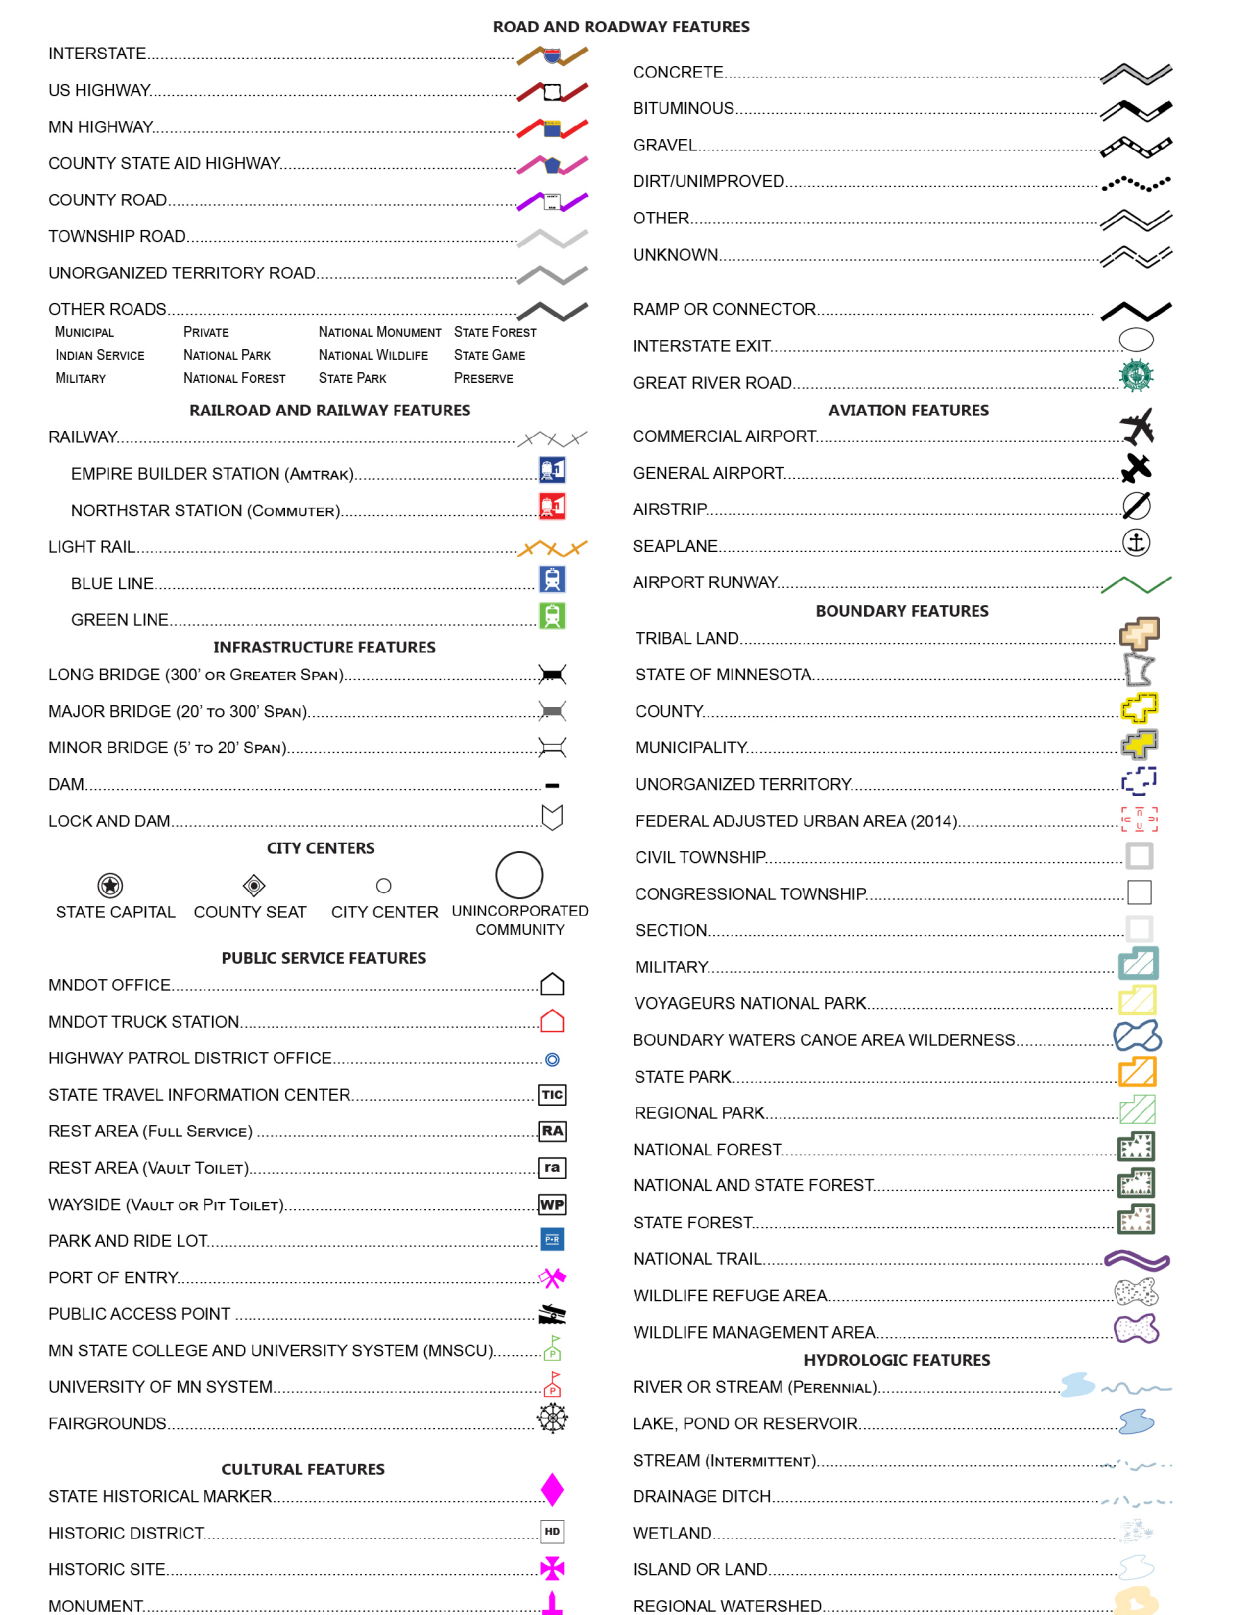 ROAD AND ROADWAY FEATURES
INTERSTATE
US HIGHWAY
MN HIGHWAY
COUNTY STATE AID HIGHWAY
COUNTY ROAD
TOWNSHIP ROAD
UNORGANIZED TERRITORY ROAD
OTHER ROADS
MUNICIPAL PRIVATE NATIONAL MONUMENT STATE FOREST
INDIAN SERVICE NATIONAL PARK NATIONAL WILDLIFE STATE GAME
MILITARY NATIONAL FOREST STATE PARK PRESERVE
CONCRETE
BITUMINOUS
GRAVEL
DIRT/UNIMPROVED
OTHER
UNKNOWN
RAMP OR CONNECTOR
INTERSTATE EXIT
GREAT RIVER ROAD
RAILROAD AND RAILWAY FEATURES
RAILWAY
EMPIRE BUILDER STATION (AMTRAK)
NORTHSTAR STATION (COMMUTER)
LIGHT RAIL
BLUE LINE
GREEN LINE
INFRASTRUCTURE FEATURES
LONG BRIDGE (300' OR GREATER SPAN)
MAJOR BRIDGE (20' TO 300' SPAN)
MINOR BRIDGE (5' TO 20' SPAN)
DAM
LOCK AND DAM
CITY CENTERS
STATE CAPITAL COUNTY SEAT CITY CENTER UNINCORPORATED
COMMUNITY
PUBLIC SERVICE FEATURES
MNDOT OFFICE
MNDOT TRUCK STATION
HIGHWAY PATROL DISTRICT OFFICE
STATE TRAVEL INFORMATION CENTER TIC
REST AREA (FULL SERVICE) RA
REST AREA (VAULT TOILET) ra
WAYSIDE (VAULT OR PIT TOILET) WP
PARK AND RIDE LOT P•R
PORT OF ENTRY
PUBLIC ACCESS POINT
MN STATE COLLEGE AND UNIVERSITY SYSTEM (MNSCU) P
UNIVERSITY OF MN SYSTEM P
FAIRGROUNDS
CULTURAL FEATURES
STATE HISTORICAL MARKER
HISTORIC DISTRICT HD
HISTORIC SITE
MONUMENT
AVIATION FEATURES
COMMERCIAL AIRPORT
GENERAL AIRPORT
AIRSTRIP
SEAPLANE
AIRPORT RUNWAY
BOUNDARY FEATURES
TRIBAL LAND
STATE OF MINNESOTA
COUNTY
MUNICIPALITY
UNORGANIZED TERRITORY
FEDERAL ADJUSTED URBAN AREA (2014)
CIVIL TOWNSHIP
CONGRESSIONAL TOWNSHIP
SECTION
MILITARY
VOYAGEURS NATIONAL PARK
BOUNDARY WATERS CANOE AREA WILDERNESS
STATE PARK
REGIONAL PARK
NATIONAL FOREST
NATIONAL AND STATE FOREST
STATE FOREST
NATIONAL TRAIL
WILDLIFE REFUGE AREA
WILDLIFE MANAGEMENT AREA
HYDROLOGIC FEATURES
RIVER OR STREAM (PERENNIAL)
LAKE, POND OR RESERVOIR
STREAM (INTERMITTENT)
DRAINAGE DITCH
WETLAND
ISLAND OR LAND
REGIONAL WATERSHED